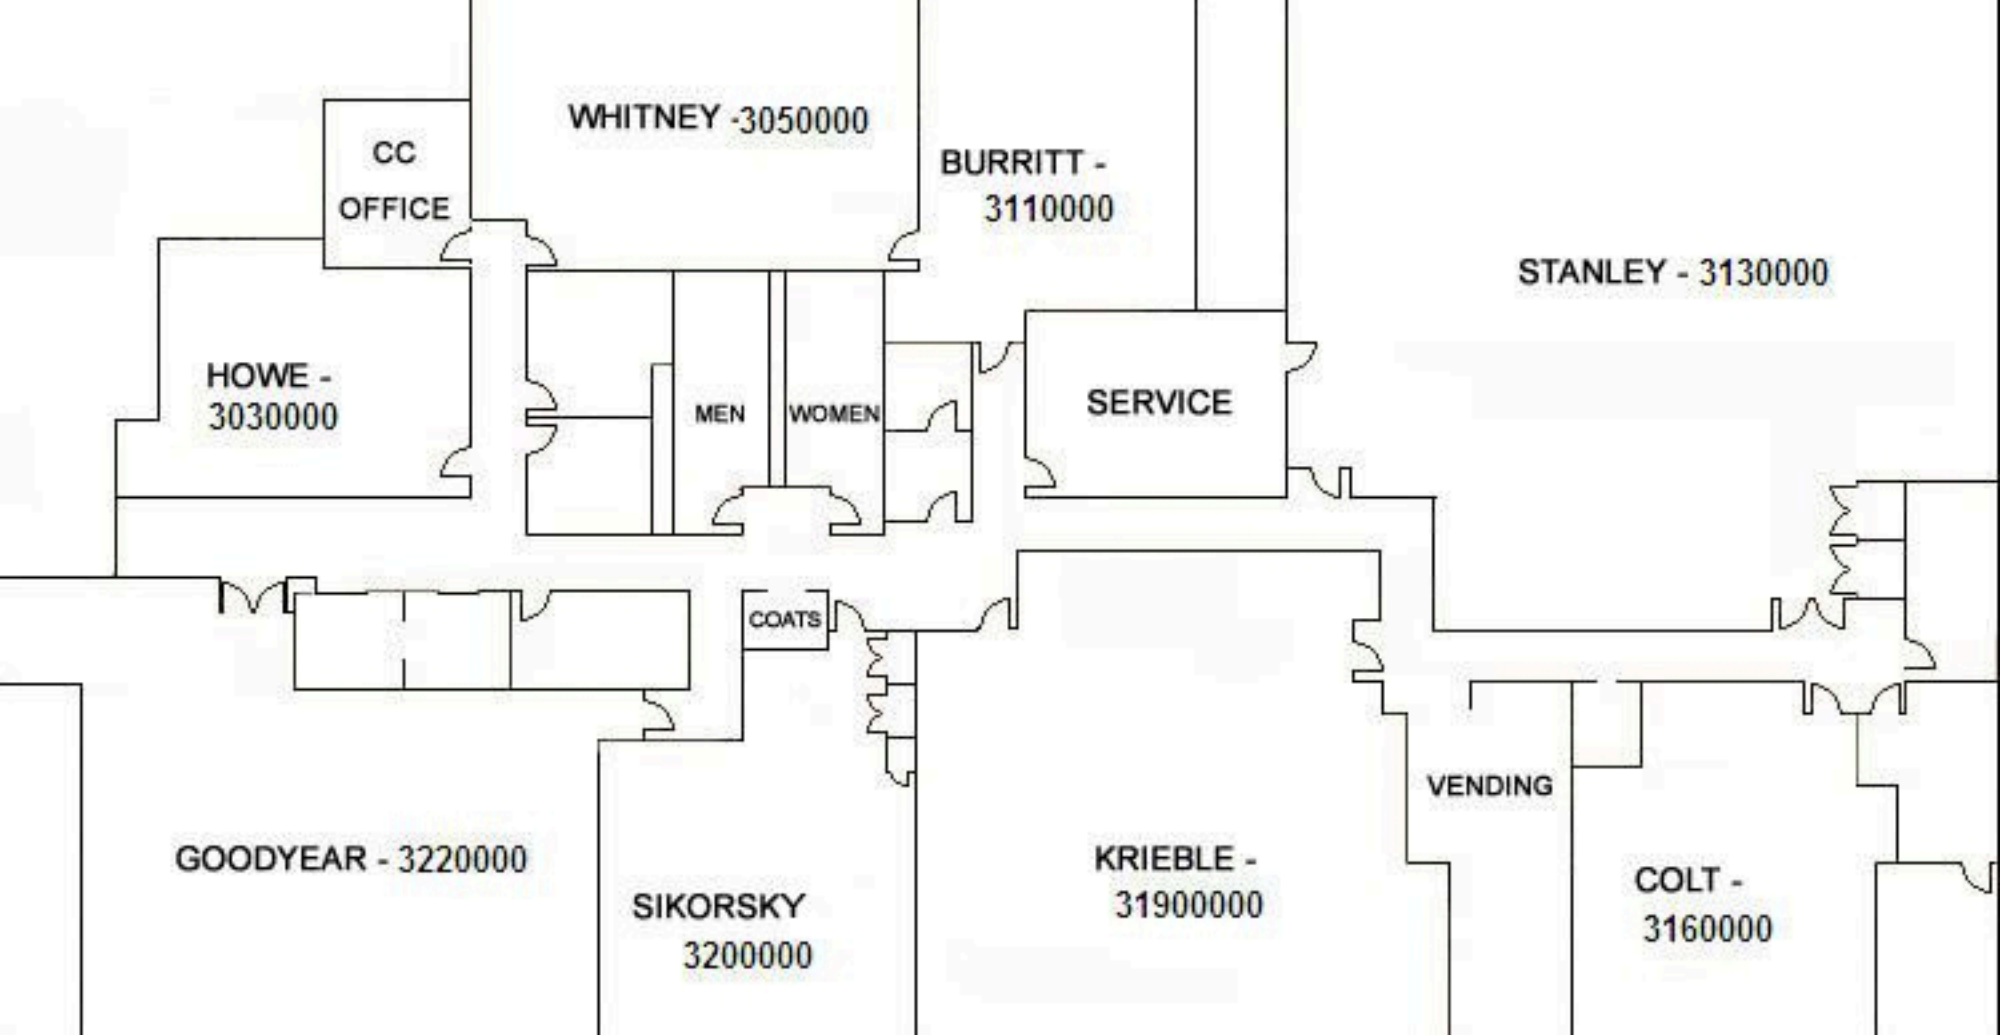 WHITNEY -3050000
CC
OFFICE
BURRITT -
3110000
STANLEY - 3130000
HOWE -
3030000
MEN
WOMEN
SERVICE
COATS
VENDING
GOODYEAR - 3220000
SIKORSKY
3200000
KRIEBLE -
31900000
COLT -
3160000